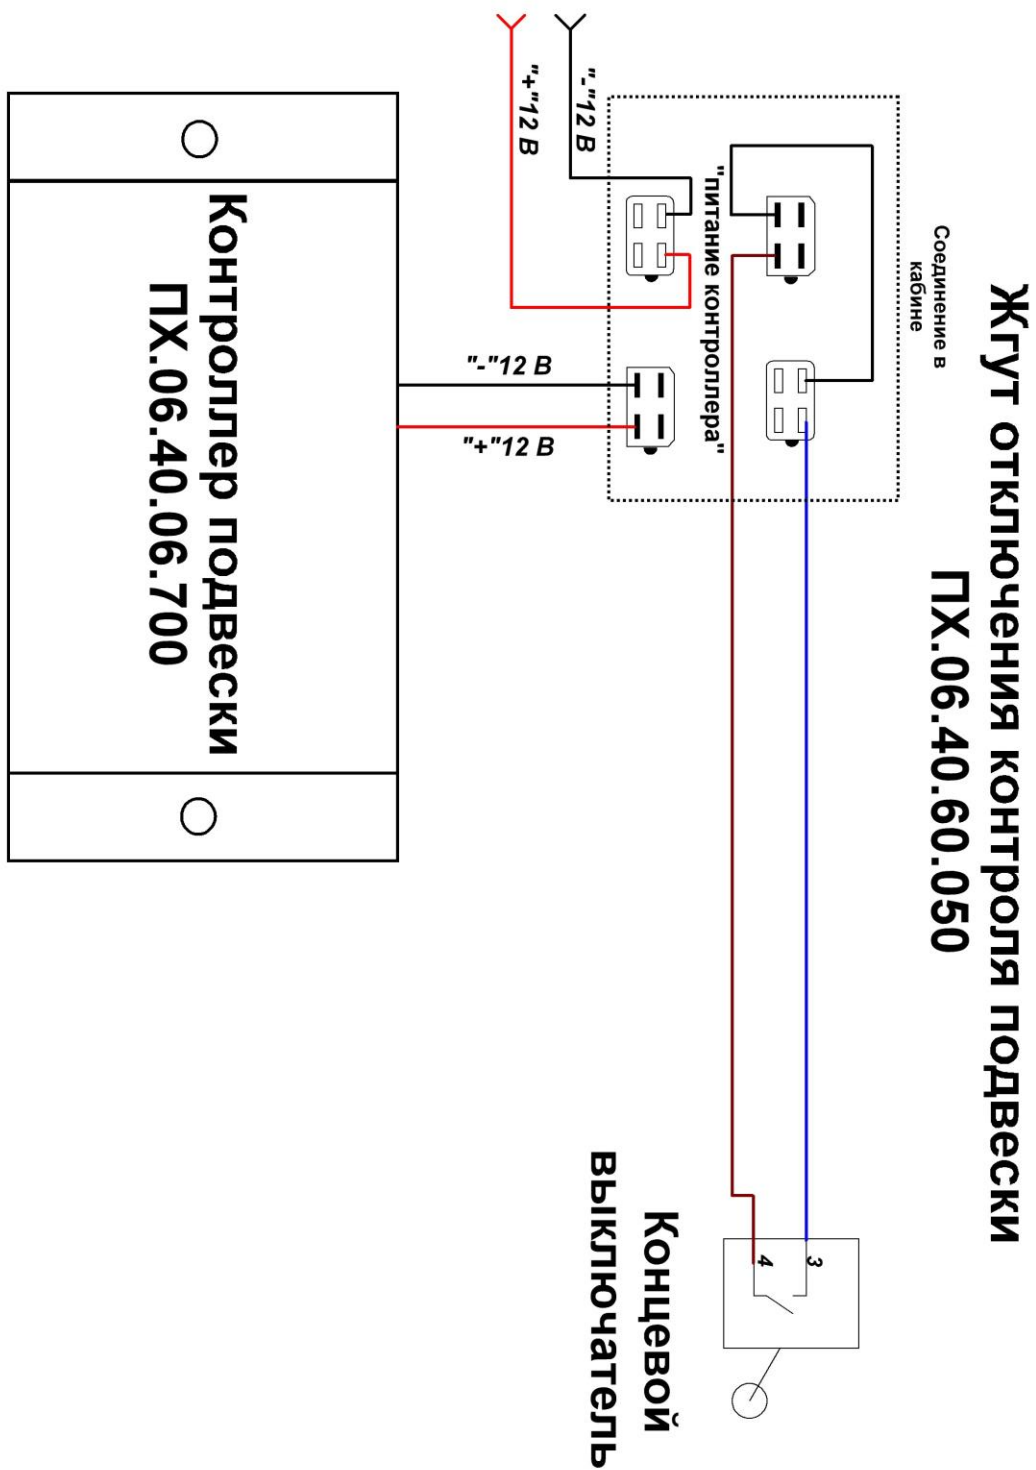 Жгут отключения контроля подвески
ПХ.06.40.60.050
Соединение в
кабине
"питание контроллера"
"-"12 В
"+"12 В
"-"12 В
"+"12 В
Контроллер подвески
ПХ.06.40.06.700
3
4
Концевой
выключатель